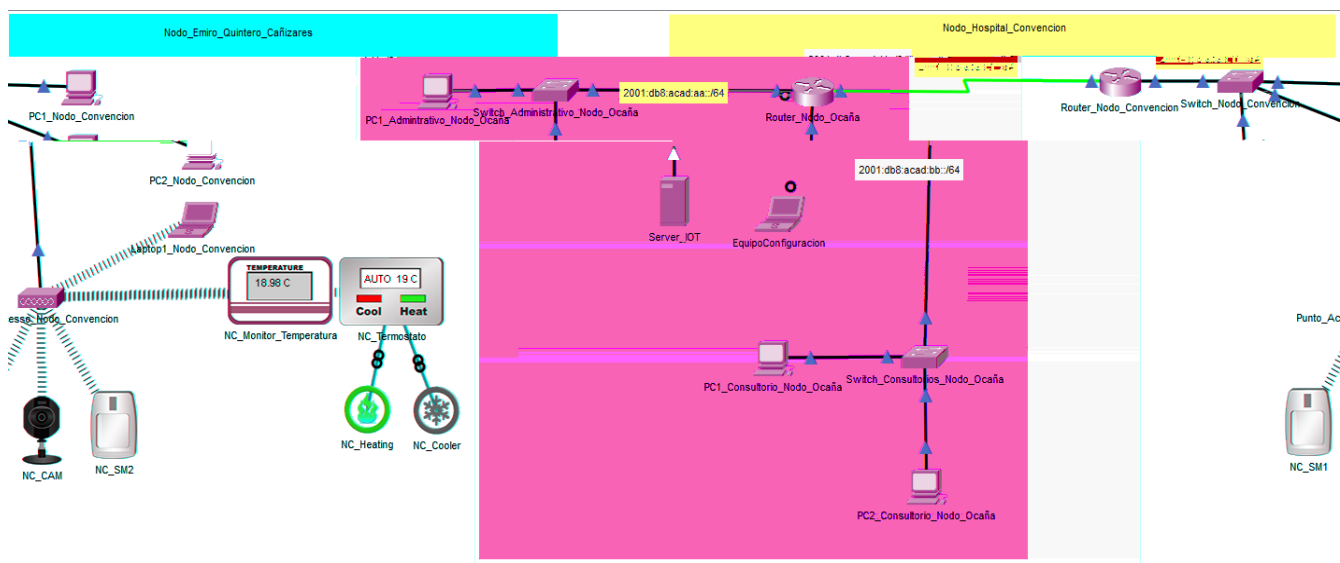 Nodo_Emiro_Quintero_Cañizares
Nodo_Hospital_Convencion
PC1_Nodo_Convencion
PC1_Admintrativo_Nodo_Ocaña
Switch_Administrativo_Nodo_Ocaña
2001:db8:acad:aa::/64
Router_Nodo_Ocaña
Router_Nodo_Convencion
Switch_Nodo_Convencion
PC2_Nodo_Convencion
2001:db8:acad:bb::/64
Laptop1_Nodo_Convencion
Server_IOT
EquipoConfiguracion
TEMPERATURE
18.98 C
AUTO 19 C
Cool Heat
eso_Nodo_Convencion
NC_Monitor_Temperatura
NC_Termostato
Punto_Ac
PC1_Consultorio_Nodo_Ocaña
Switch_Consultorios_Nodo_Ocaña
NC_Heating
NC_Cooler
NC_CAM
NC_SM2
NC_SM1
PC2_Consultorio_Nodo_Ocaña